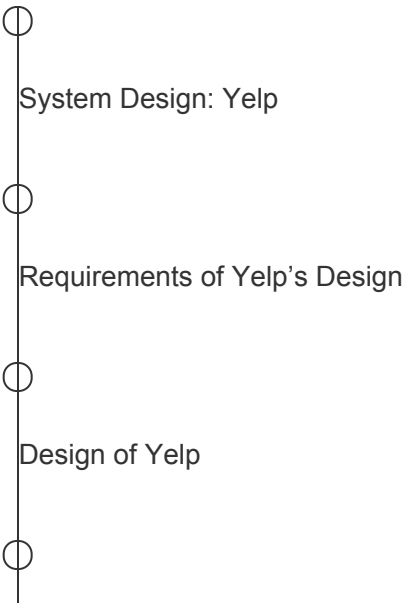 System Design: Yelp
Requirements of Yelp’s Design
Design of Yelp